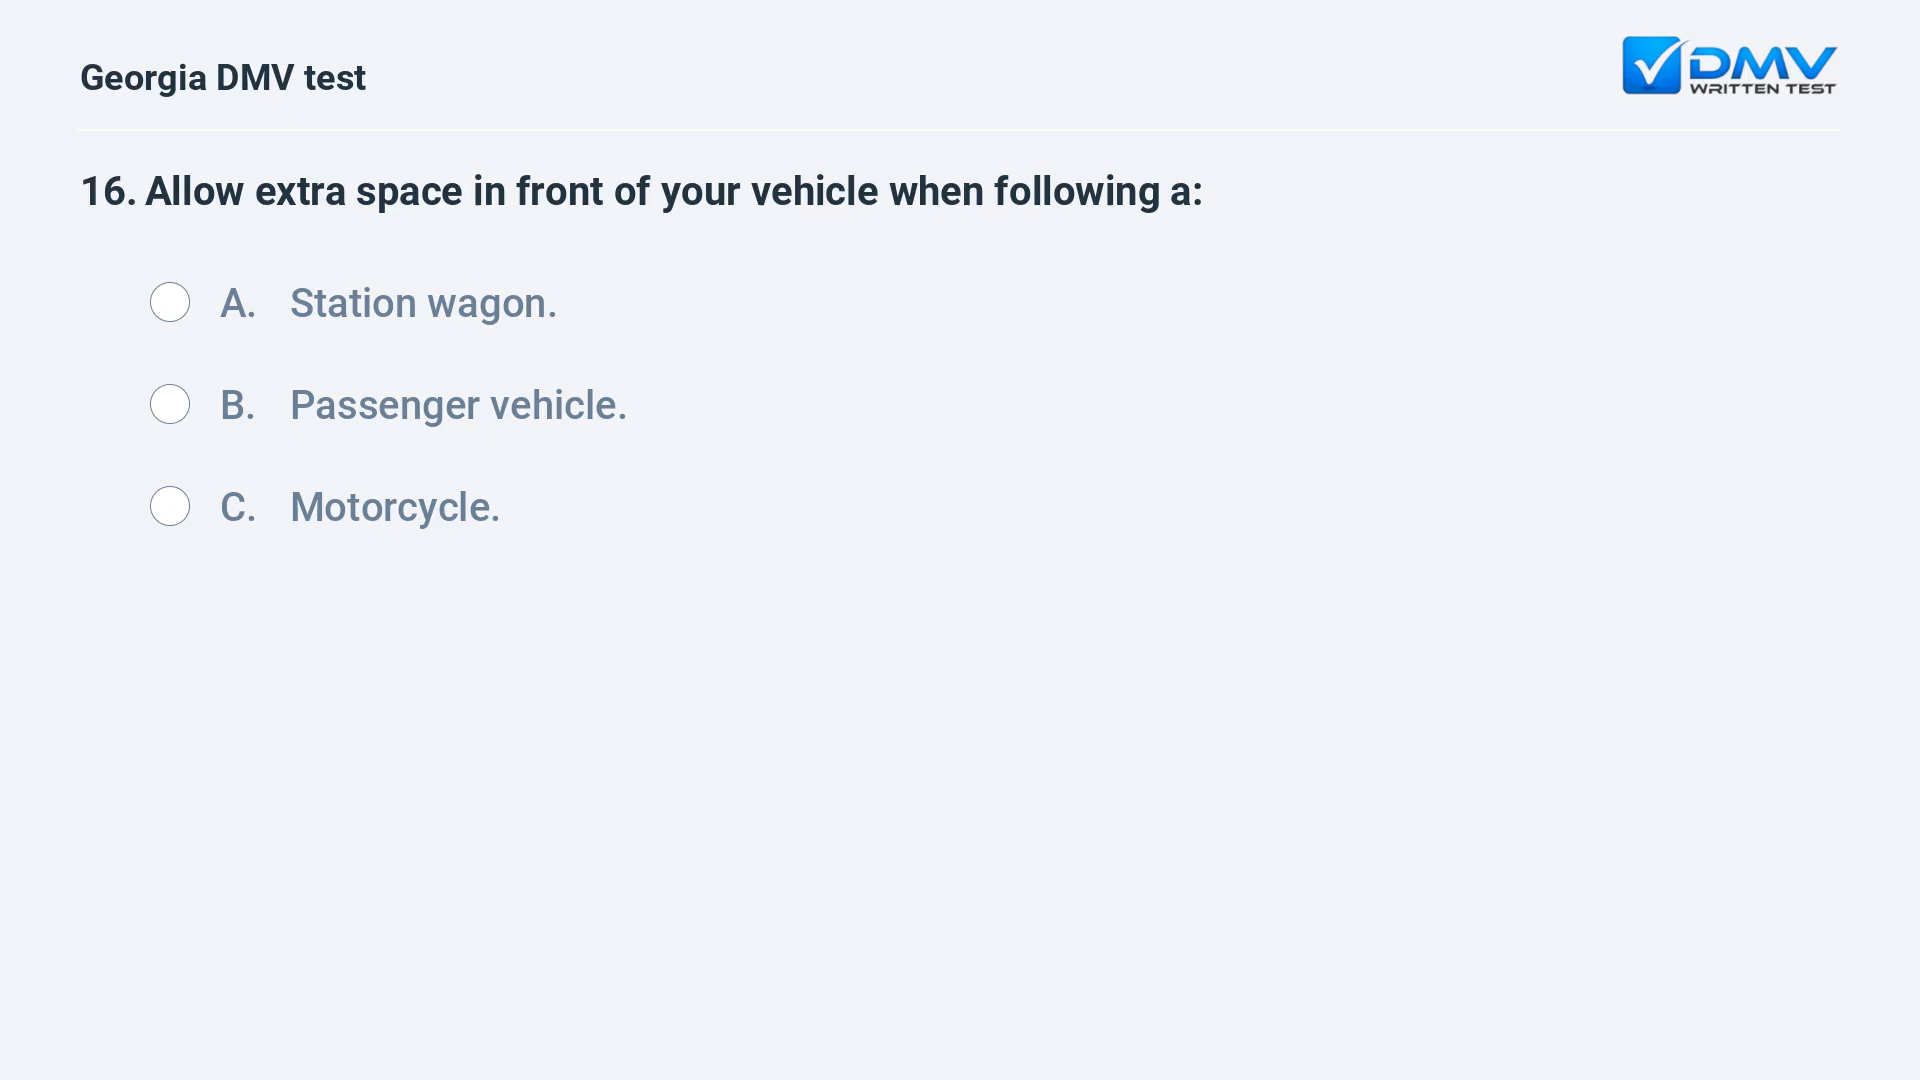 Georgia DMV test
DMV
WRITTEN TEST
16. Allow extra space in front of your vehicle when following a:
A. Station wagon.
B. Passenger vehicle.
C. Motorcycle.